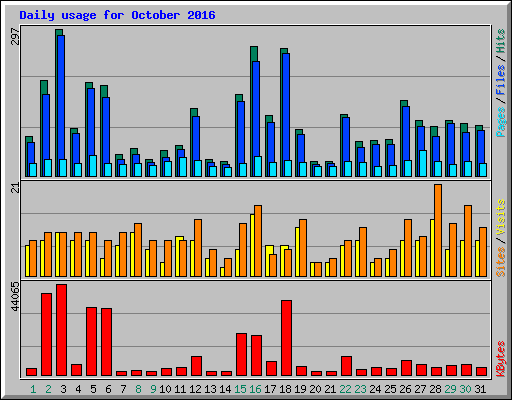 Daily usage for October 2016
297
Pages / Files / Hits
21
Sites / Visits
44065
KBytes
1 2 3 4 5 6 7 8 9 10 11 12 13 14 15 16 17 18 19 20 21 22 23 24 25 26 27 28 29 30 31